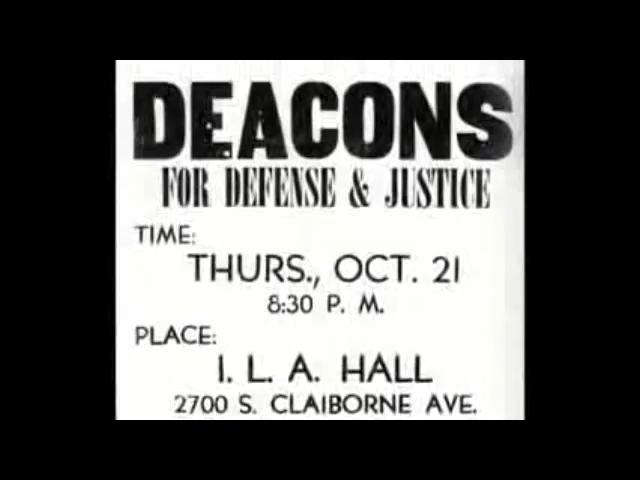 DEACONS
FOR DEFENSE & JUSTICE
TIME:
THURS., OCT. 21
8:30 P. M.
PLACE:
I. L. A. HALL
2700 S. CLAIBORNE AVE.